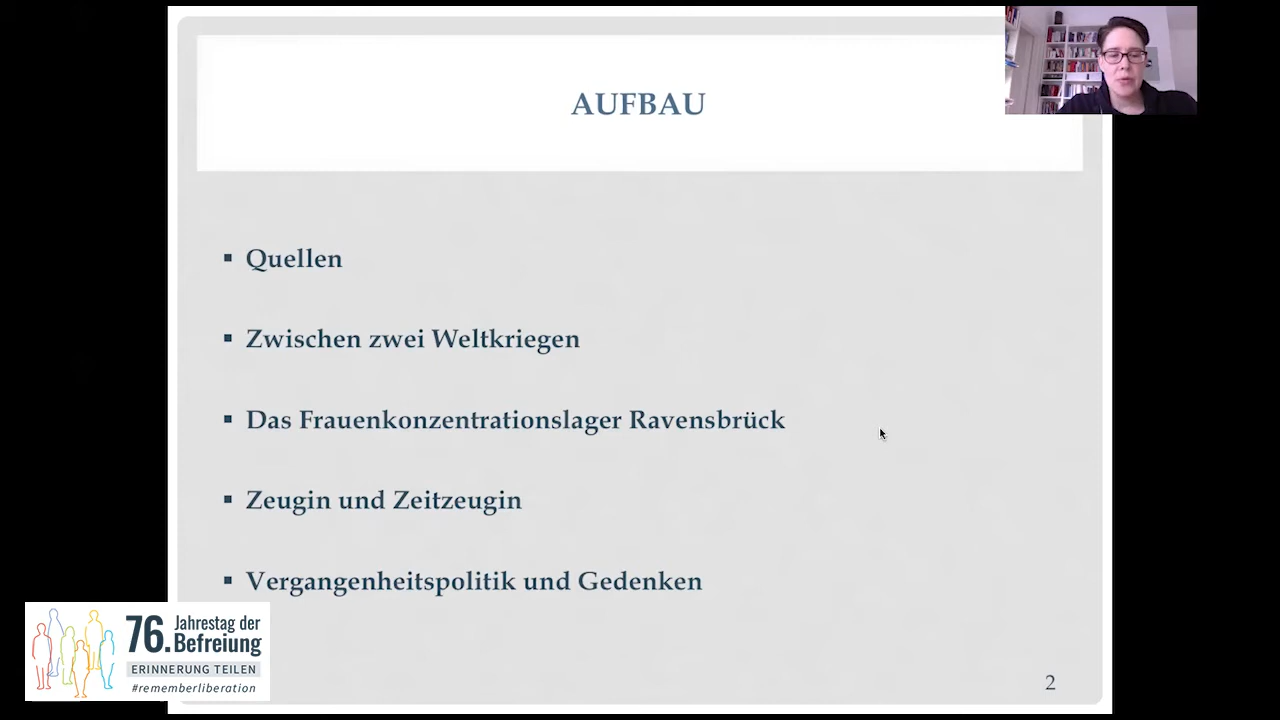 AUFBAU
▪ Quellen
▪ Zwischen zwei Weltkriegen
▪ Das Frauenkonzentrationslager Ravensbrück
▪ Zeugin und Zeitzeugin
▪ Vergangenheitspolitik und Gedenken
76. Jahrestag der
Befreiung
ERINNERUNG TEILEN
#rememberliberation
2